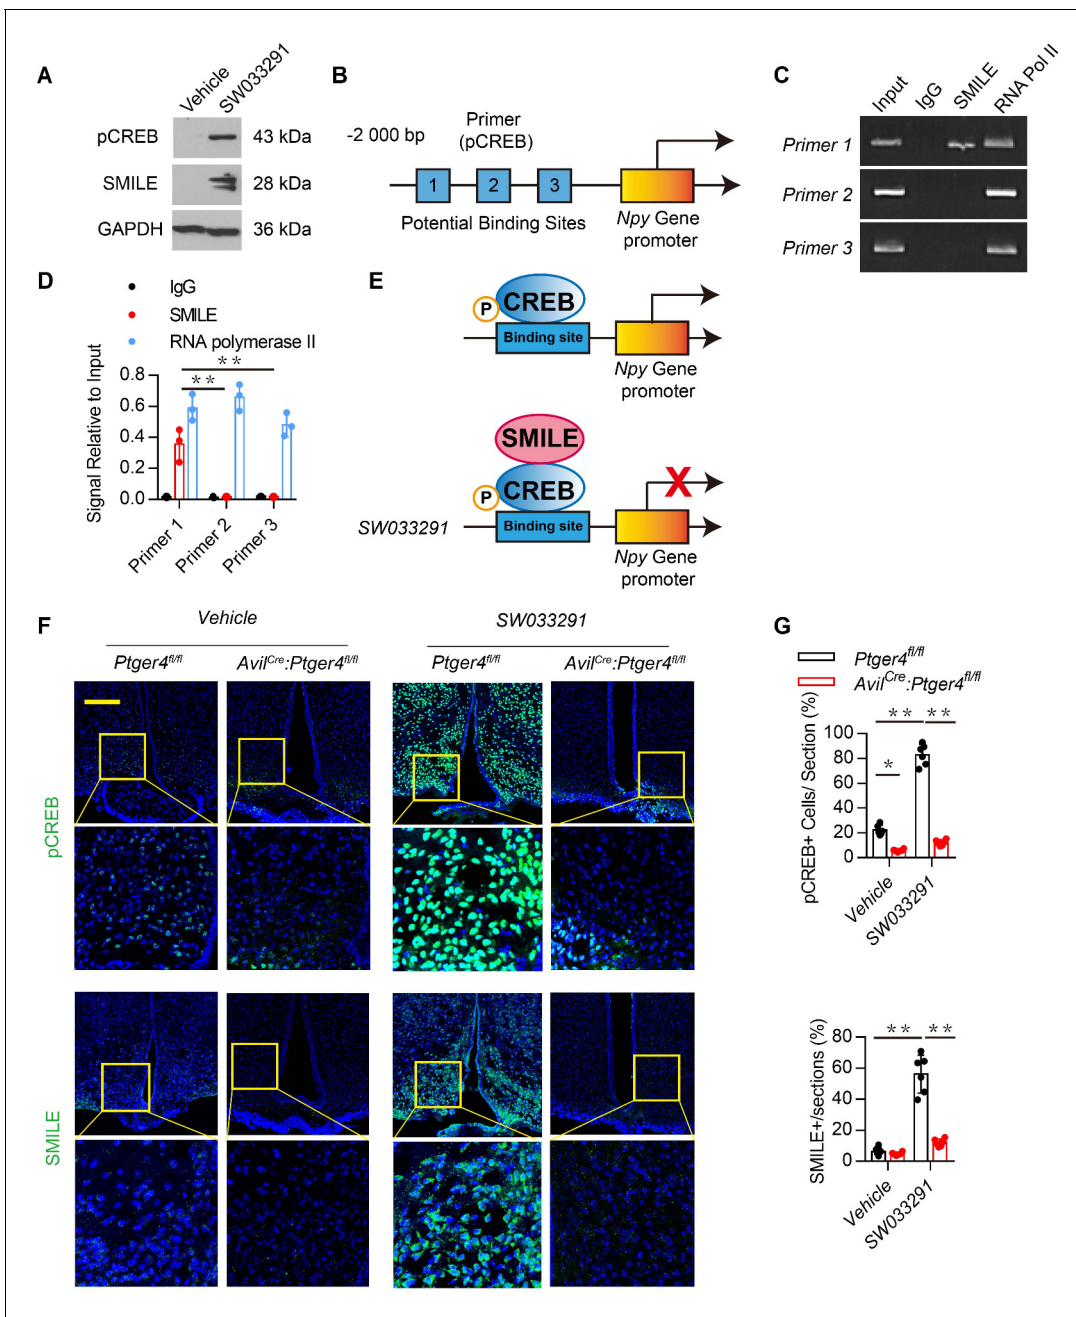 A
Vehicle
SW033291
pCREB
43 kDa
SMILE
28 kDa
GAPDH
36 kDa
B
-2 000 bp
Primer
(pCREB)
1
2
3
Potential Binding Sites
Npy Gene
promoter
C
Input
IgG
SMILE
RNA Pol II
Primer 1
Primer 2
Primer 3
D
IgG
SMILE
RNA polymerase II
Signal Relative to Input
0.8
0.6
0.4
0.2
0.0
**
**
Primer 1
Primer 2
Primer 3
E
P
CREB
Binding site
Npy Gene
promoter
SMILE
P
CREB
X
SW033291
Binding site
Npy Gene
promoter
F
Vehicle
SW033291
Ptger4fl/fl
AvilCre:Ptger4fl/fl
Ptger4fl/fl
AvilCre:Ptger4fl/fl
pCREB
SMILE
G
Ptger4fl/fl
AvilCre:Ptger4fl/fl
pCREB+ Cells/ Section (%)
100
80
60
40
20
0
*
**
**
Vehicle
SW033291
SMILE+/sections (%)
80
60
40
20
0
**
**
Vehicle
SW033291